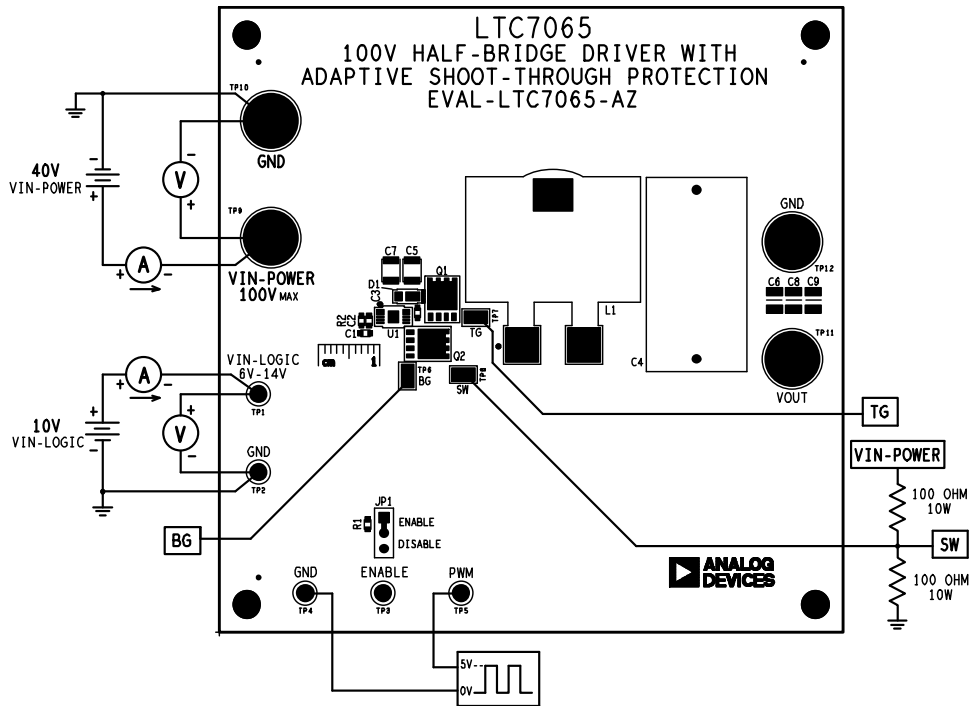 LTC7065
100V HALF-BRIDGE DRIVER WITH
ADAPTIVE SHOOT-THROUGH PROTECTION
EVAL-LTC7065-AZ
TP10
GND
40V
VIN-POWER
-
+
V
-
+
TP9
VIN-POWER
100V MAX
+ A -
C7 C5
Q1
D1
C3
R2
C2
C1
U1
TP7
TG
Q2
TP6
BG
TP8
SW
cm 1
L1
C4
GND
TP12
C6 C8 C9
TP11
VOUT
VIN-LOGIC
6V-14V
TP1
+ A -
10V
VIN-LOGIC
+
-
V
+
-
GND
TP2
TG
VIN-POWER
100 OHM
10W
SW
100 OHM
10W
BG
JP1
R1
ENABLE
DISABLE
ANALOG
DEVICES
GND
TP4
ENABLE
TP3
PWM
TP5
5V--
0V